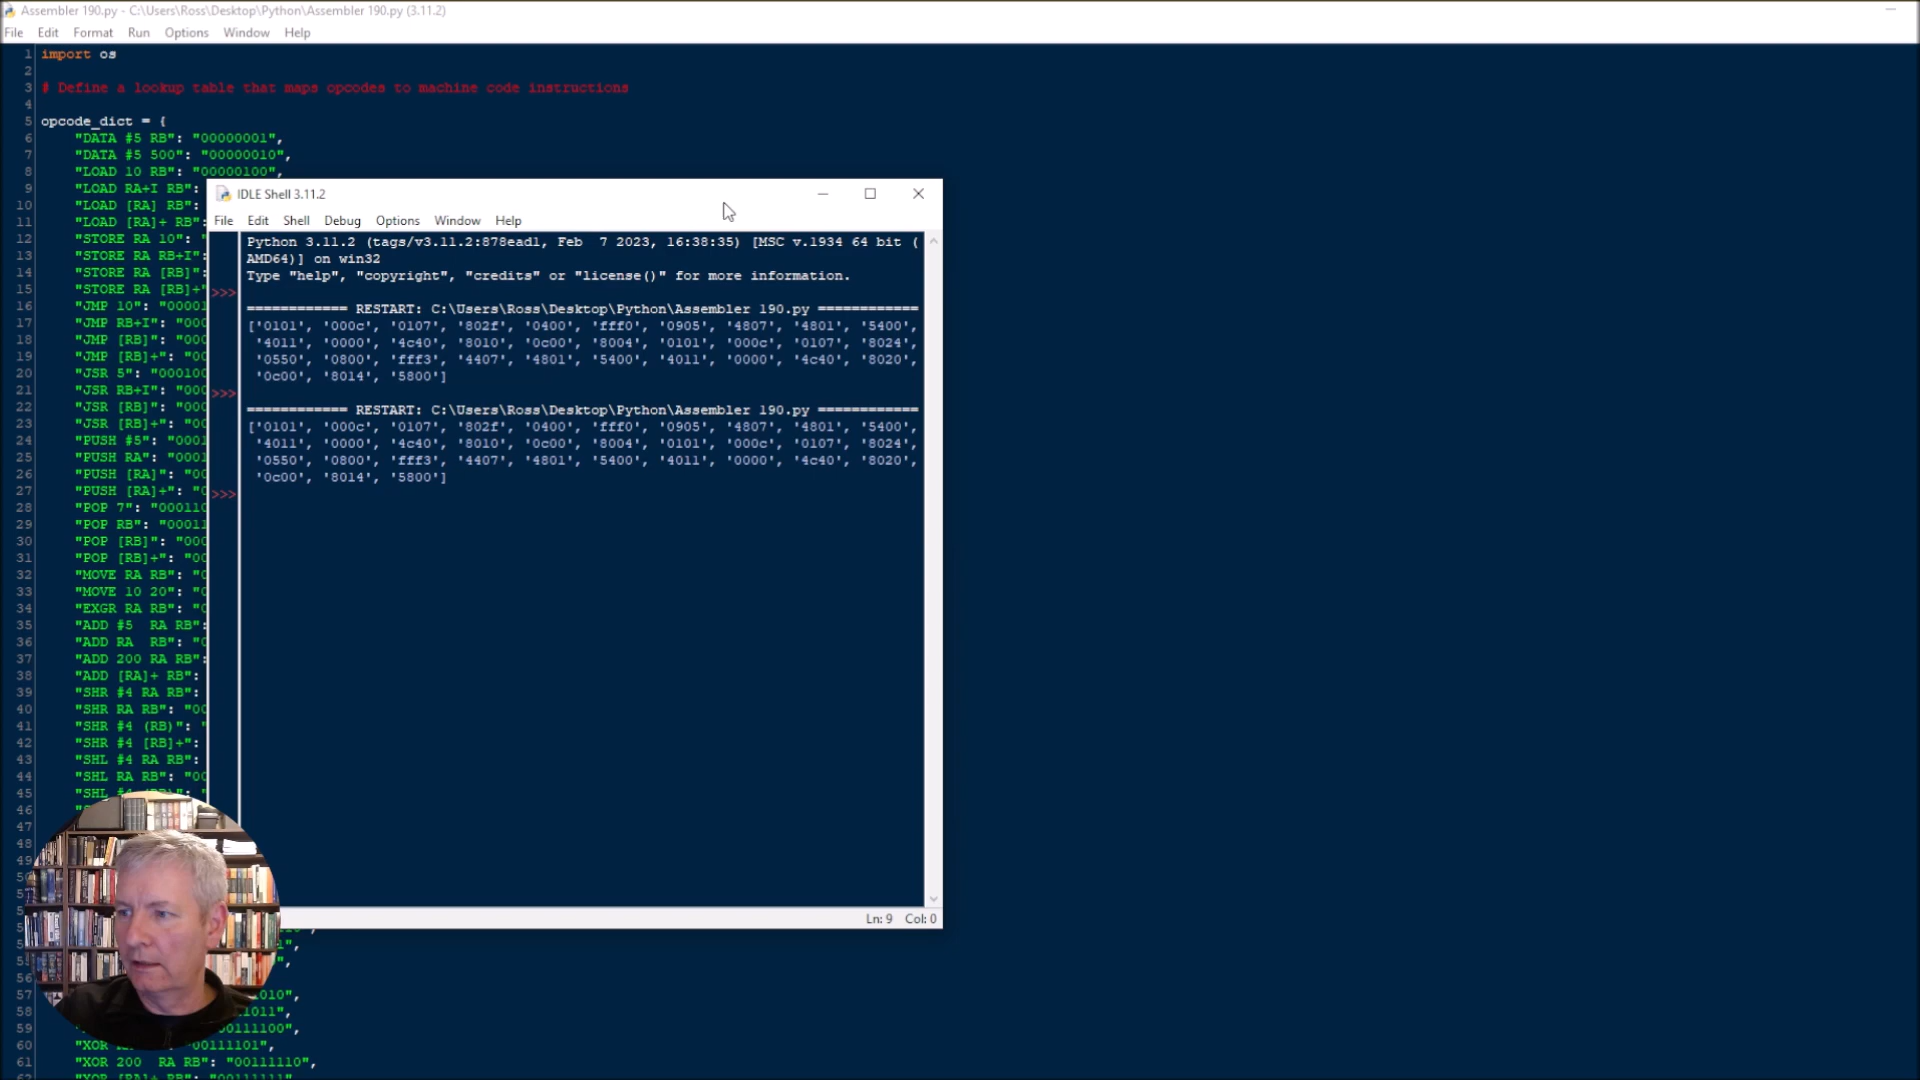 Assembler 190.py - C:\Users\Ross\Desktop\Python\Assembler 190.py (3.11.2)
File Edit Format Run Options Window Help
1 import os
2
3 # Define a lookup table that maps opcodes to machine code instructions
4
5 opcode_dict = {
6 "DATA #5 RB": "00000001",
7 "DATA #5 500": "00000010",
8 "LOAD 10 RB": "00000100",
9 "LOAD RA+I RB":
10 "LOAD [RA] RB":
11 "LOAD [RA]+ RB":
12 "STORE RA 10":
13 "STORE RA RB+I":
14 "STORE RA [RB]":
15 "STORE RA [RB]+"
16 "JMP 10": "00001
17 "JMP RB+I": "000
18 "JMP [RB]": "000
19 "JMP [RB]+": "00
20 "JSR 5": "000100
21 "JSR RB+I": "000
22 "JSR [RB]": "000
23 "JSR [RB]+": "00
24 "PUSH #5": "0001
25 "PUSH RA": "0001
26 "PUSH [RA]": "00
27 "PUSH [RA]+": "0
28 "POP 7": "000110
29 "POP RB": "00011
30 "POP [RB]": "000
31 "POP [RB]+": "00
32 "MOVE RA RB": "0
33 "MOVE 10 20": "0
34 "EXGR RA RB": "0
35 "ADD #5  RA RB":
36 "ADD RA  RB": "0
37 "ADD 200 RA RB":
38 "ADD [RA]+ RB":
39 "SHR #4 RA RB":
40 "SHR RA RB": "00
41 "SHR #4 (RB)": "
42 "SHR #4 [RB]+":
43 "SHL #4 RA RB":
44 "SHL RA RB": "00
45 "SHL #4
46
47
48
49
56
57 1010",
58 11011",
59 00111100",
60 "XOR "00111101",
61 "XOR 200  RA RB": "00111110",
"XOR [RA]+ RB": "00111111"
IDLE Shell 3.11.2
File Edit Shell Debug Options Window Help
Python 3.11.2 (tags/v3.11.2:878ead1, Feb  7 2023, 16:38:35) [MSC v.1934 64 bit (
AMD64)] on win32
Type "help", "copyright", "credits" or "license()" for more information.
>>>
============ RESTART: C:\Users\Ross\Desktop\Python\Assembler 190.py ============
['0101', '000c', '0107', '802f', '0400', 'fff0', '0905', '4807', '4801', '5400',
'4011', '0000', '4c40', '8010', '0c00', '8004', '0101', '000c', '0107', '8024',
'0550', '0800', 'fff3', '4407', '4801', '5400', '4011', '0000', '4c40', '8020',
'0c00', '8014', '5800']
>>>
============ RESTART: C:\Users\Ross\Desktop\Python\Assembler 190.py ============
['0101', '000c', '0107', '802f', '0400', 'fff0', '0905', '4807', '4801', '5400',
'4011', '0000', '4c40', '8010', '0c00', '8004', '0101', '000c', '0107', '8024',
'0550', '0800', 'fff3', '4407', '4801', '5400', '4011', '0000', '4c40', '8020',
'0c00', '8014', '5800']
>>>
Ln: 9 Col: 0